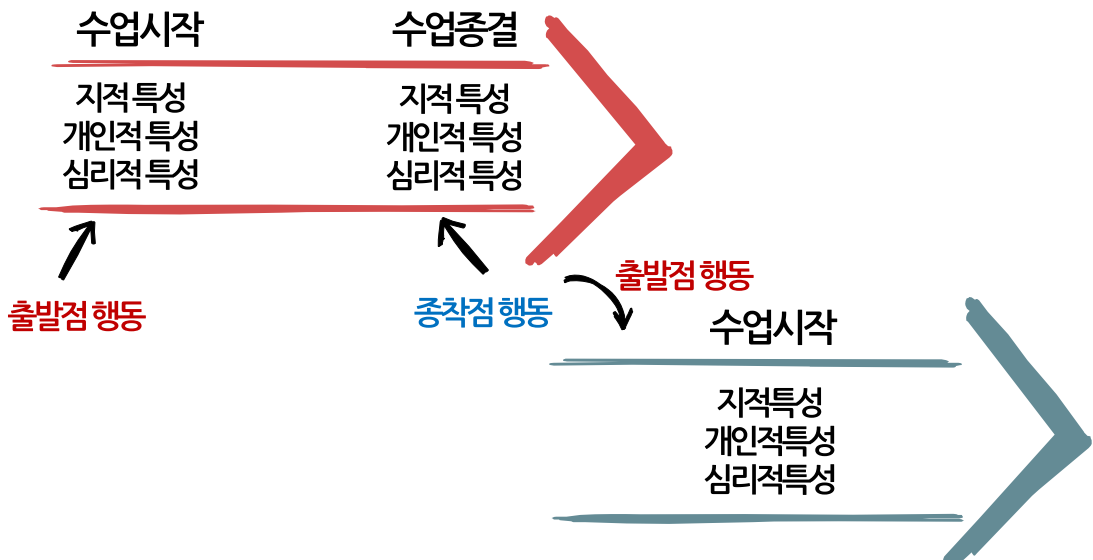 수업시작
수업종결
지적 특성
개인적 특성
심리적 특성
지적 특성
개인적 특성
심리적 특성
출발점 행동
종착점 행동
출발점 행동
수업시작
지적특성
개인적특성
심리적특성